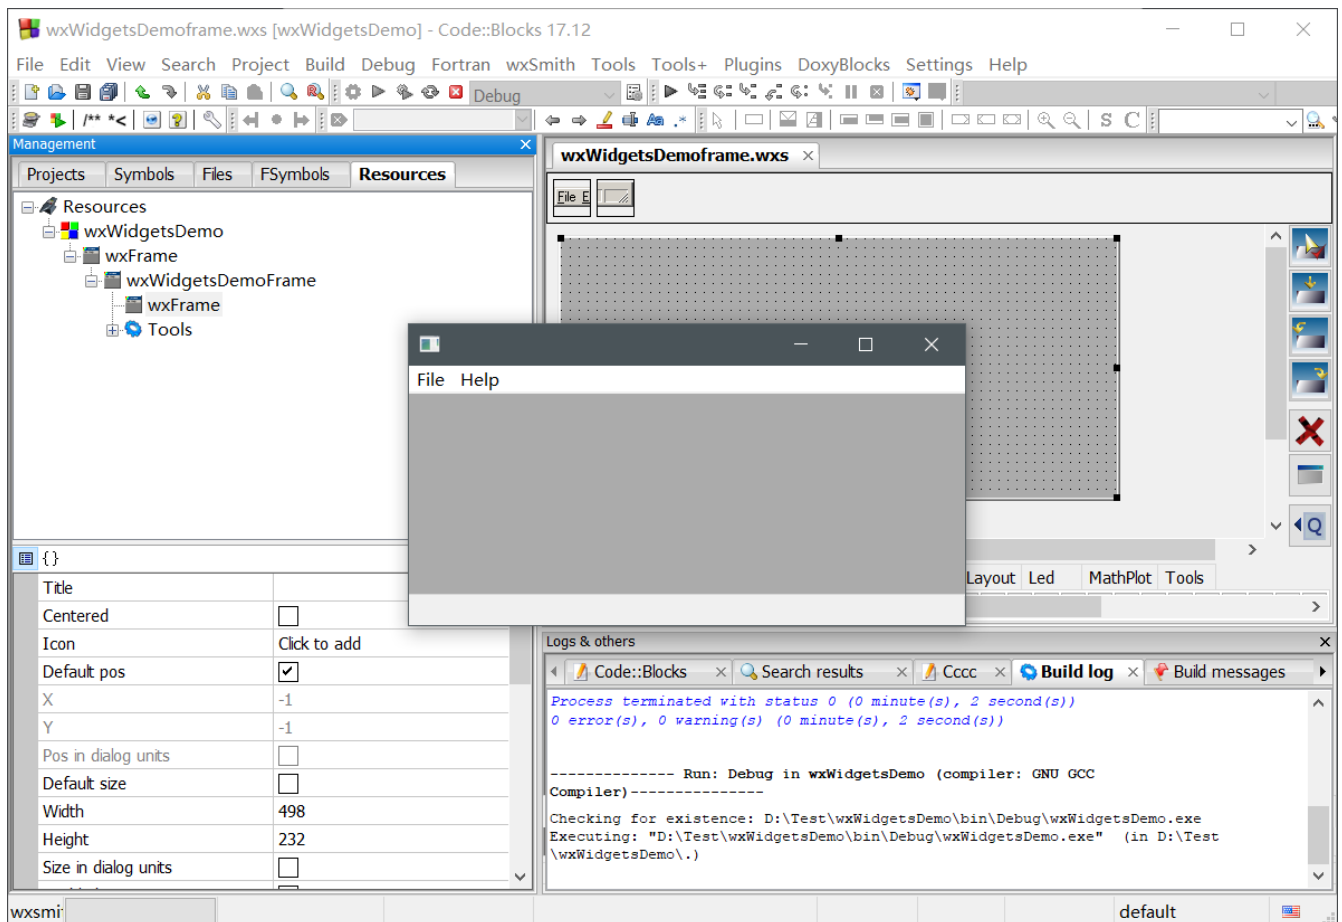 wxWidgetsDemoframe.wxs [wxWidgetsDemo] - Code::Blocks 17.12
File Edit View Search Project Build Debug Fortran wxSmith Tools Tools+ Plugins DoxyBlocks Settings Help
Debug
/** *< S C
Management
Projects Symbols Files FSymbols Resources
Resources
wxWidgetsDemo
wxFrame
wxWidgetsDemoFrame
wxFrame
Tools
wxWidgetsDemoframe.wxs
File E
File Help
Q
Layout Led MathPlot Tools
{}
Title
Centered
Icon Click to add
Default pos
X -1
Y -1
Pos in dialog units
Default size
Width 498
Height 232
Size in dialog units
Logs & others
Code::Blocks Search results Cccc Build log Build messages
Process terminated with status 0 (0 minute(s), 2 second(s))
0 error(s), 0 warning(s) (0 minute(s), 2 second(s))
-------------- Run: Debug in wxWidgetsDemo (compiler: GNU GCC
Compiler)---------------
Checking for existence: D:\Test\wxWidgetsDemo\bin\Debug\wxWidgetsDemo.exe
Executing: "D:\Test\wxWidgetsDemo\bin\Debug\wxWidgetsDemo.exe" (in D:\Test
\wxWidgetsDemo\.)
wxsmi
default